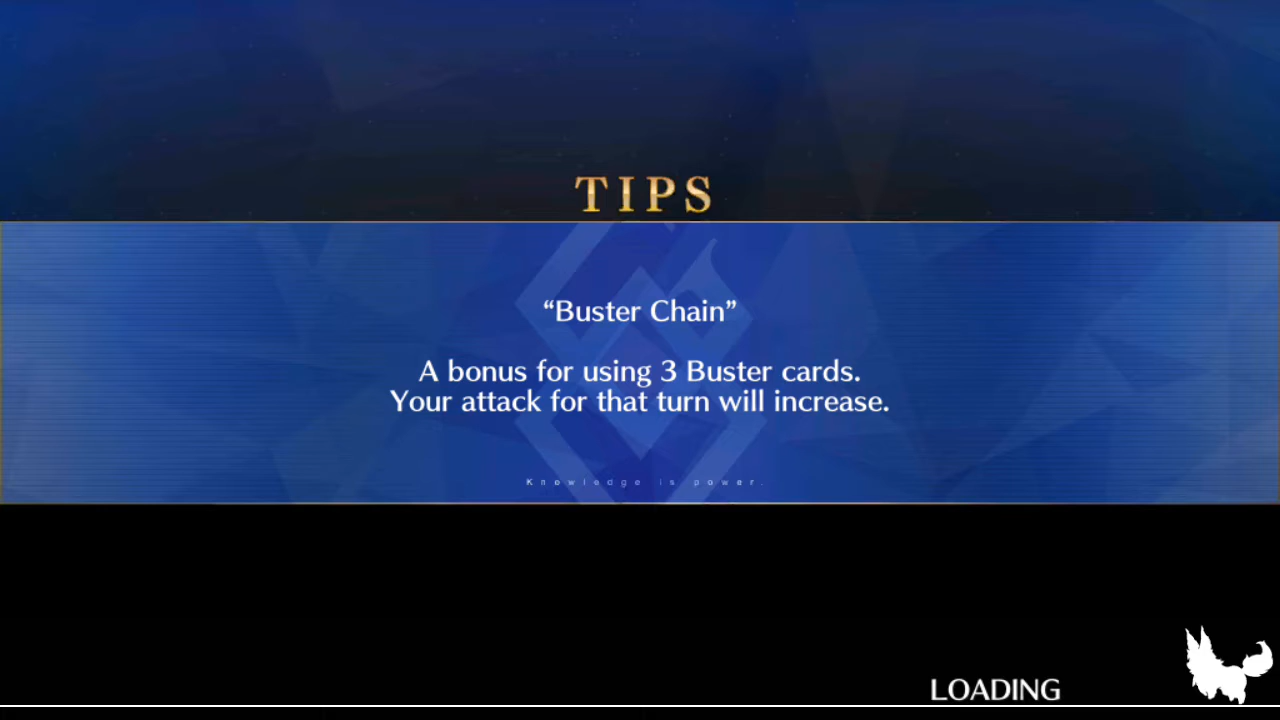 TIPS
“Buster Chain”
A bonus for using 3 Buster cards.
Your attack for that turn will increase.
Knowledge is power.
LOADING